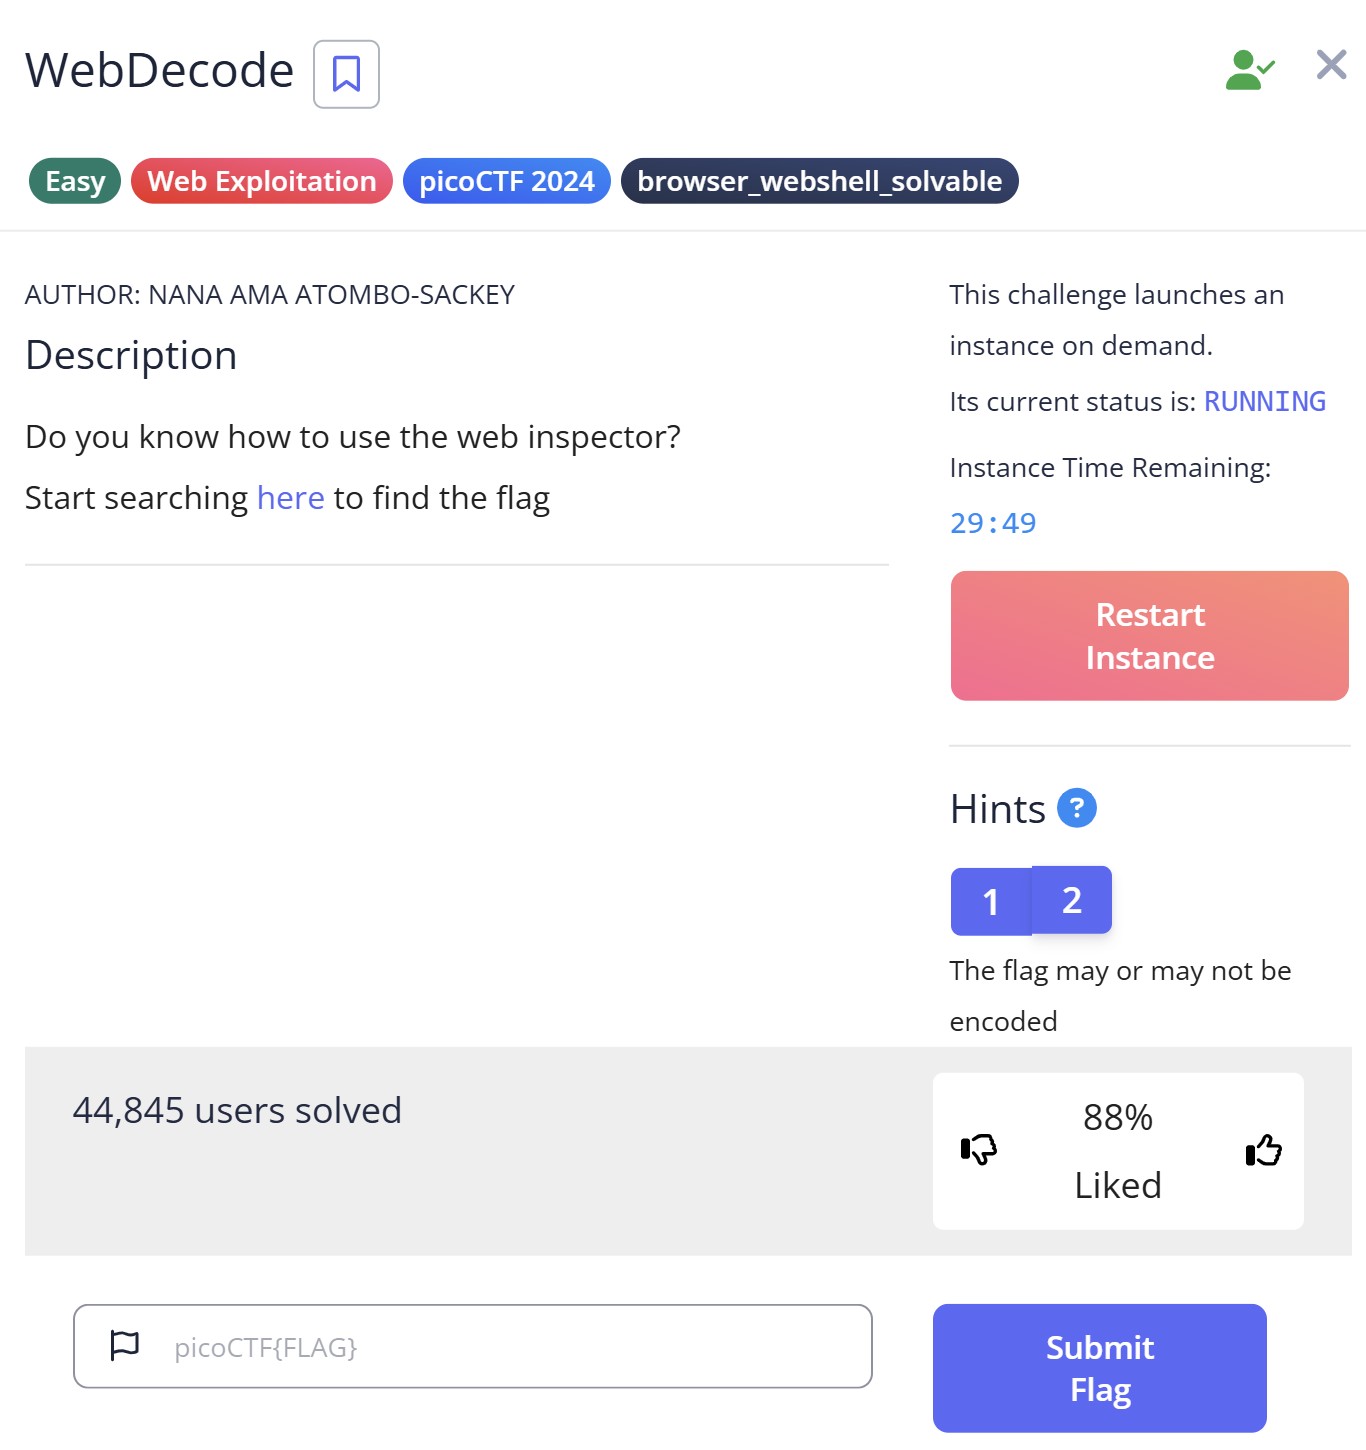 WebDecode
Easy
Web Exploitation
picoCTF 2024
browser_webshell_solvable
AUTHOR: NANA AMA ATOMBO-SACKEY
Description
Do you know how to use the web inspector?
Start searching here to find the flag
This challenge launches an
instance on demand.
Its current status is: RUNNING
Instance Time Remaining:
29:49
Restart
Instance
Hints ?
1 2
The flag may or may not be
encoded
44,845 users solved
88%
Liked
picoCTF{FLAG}
Submit
Flag